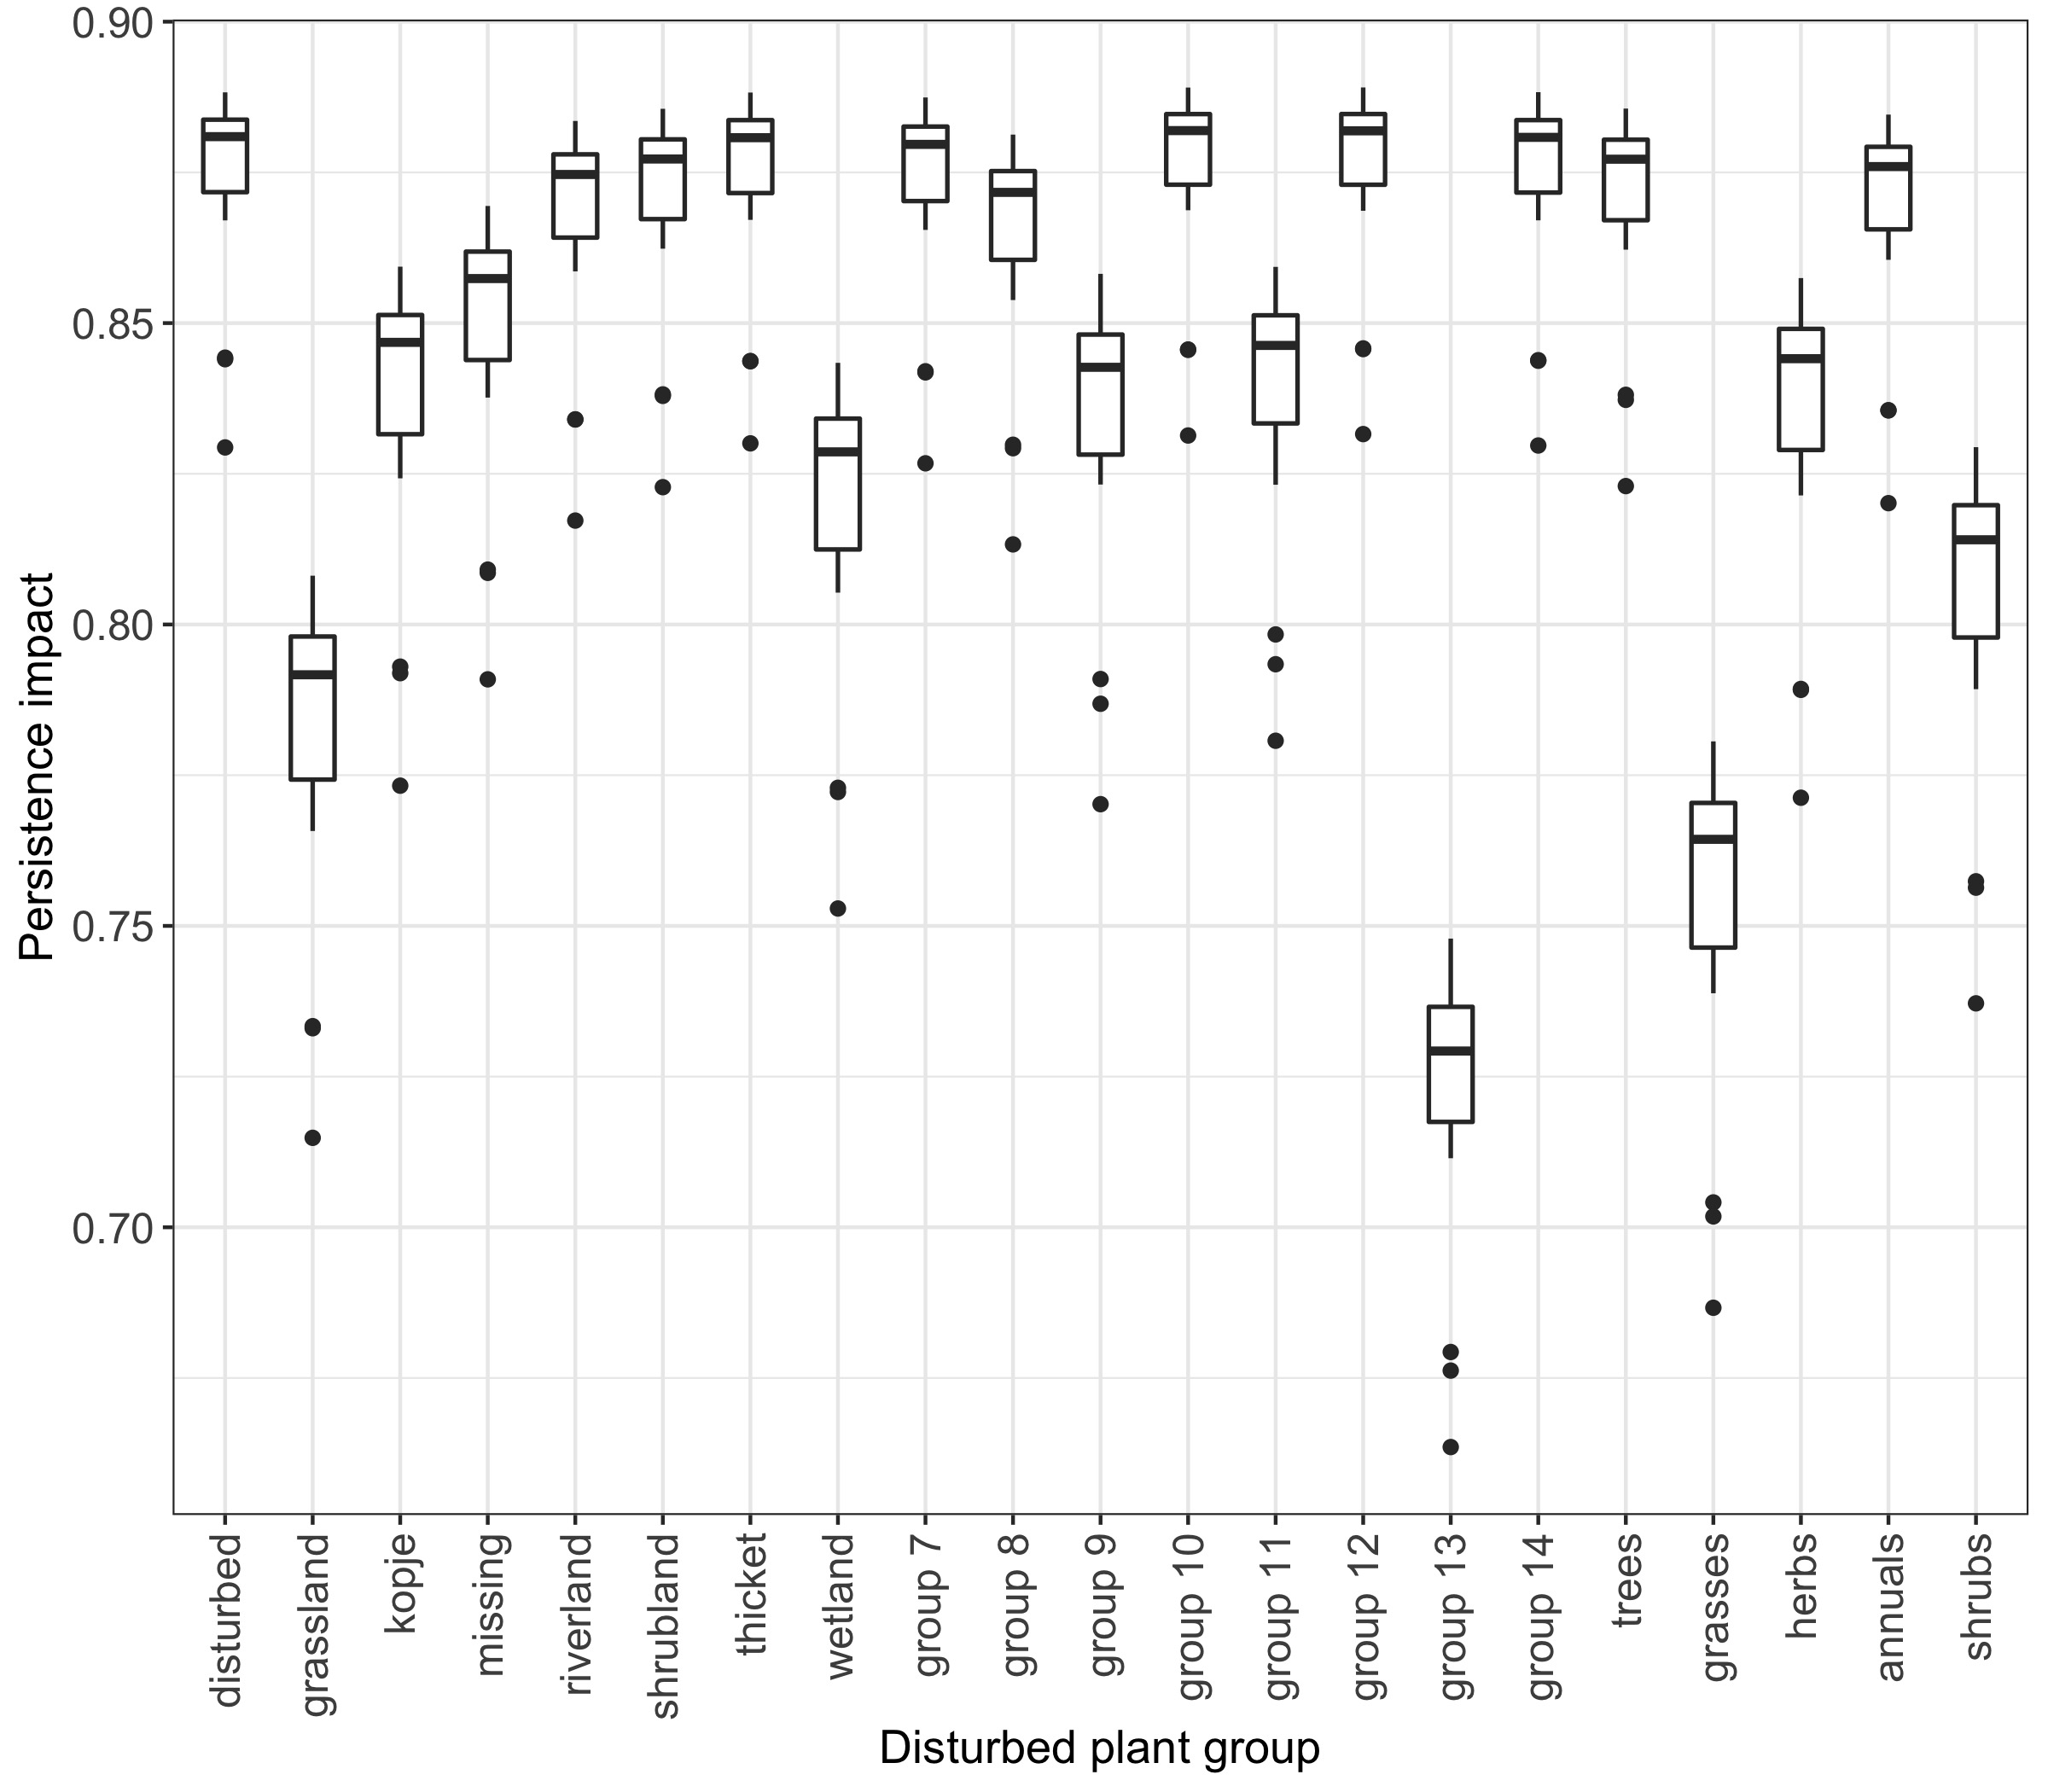 0.90
0.85
0.80
0.75
0.70
Persistence impact
disturbed
grassland
kopje
missing
riverland
shrubland
thicket
wetland
group 7
group 8
group 9
group 10
group 11
group 12
group 13
group 14
trees
grasses
herbs
annuals
shrubs
Disturbed plant group